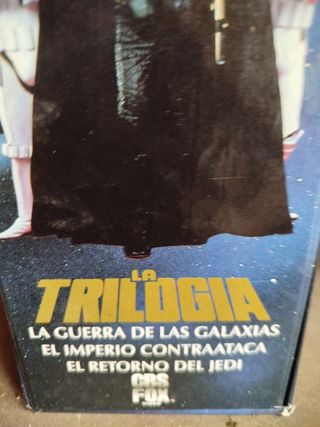 LA
TRILOGIA
LA GUERRA DE LAS GALAXIAS
EL IMPERIO CONTRAATACA
EL RETORNO DEL JEDI
CBS
FOX